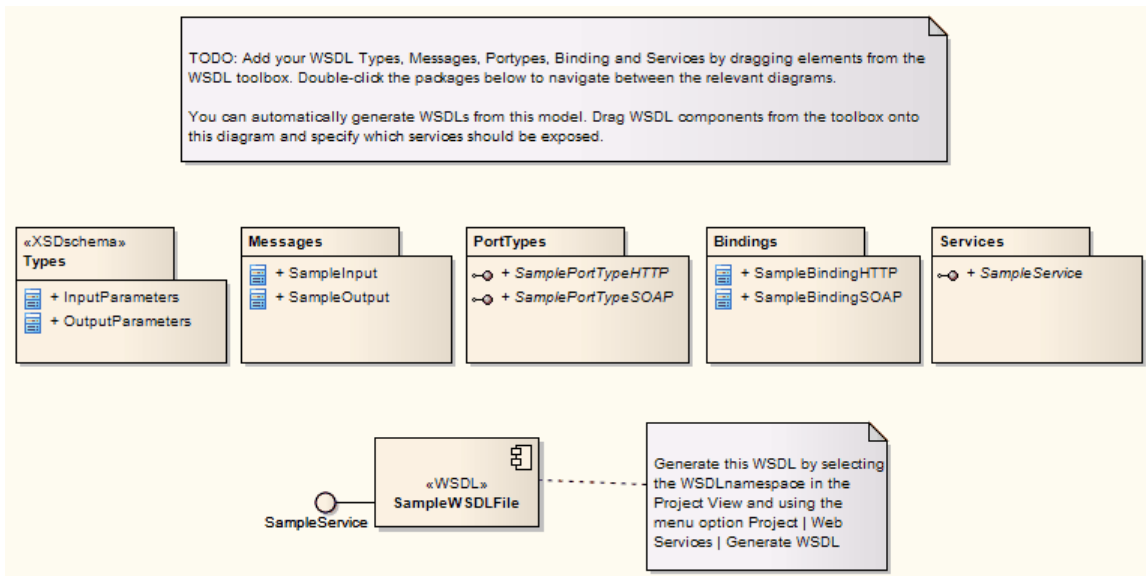 TODO: Add your WSDL Types, Messages, Portypes, Binding and Services by dragging elements from the
WSDL toolbox. Double-click the packages below to navigate between the relevant diagrams.
You can automatically generate WSDLs from this model. Drag WSDL components from the toolbox onto
this diagram and specify which services should be exposed.
«XSDschema»
Types
+ InputParameters
+ OutputParameters
Messages
+ SampleInput
+ SampleOutput
PortTypes
+ SamplePortTypeHTTP
+ SamplePortTypeSOAP
Bindings
+ SampleBindingHTTP
+ SampleBindingSOAP
Services
+ SampleService
SampleService
«WSDL»
SampleWSDLFile
Generate this WSDL by selecting
the WSDLnamespace in the
Project View and using the
menu option Project | Web
Services | Generate WSDL